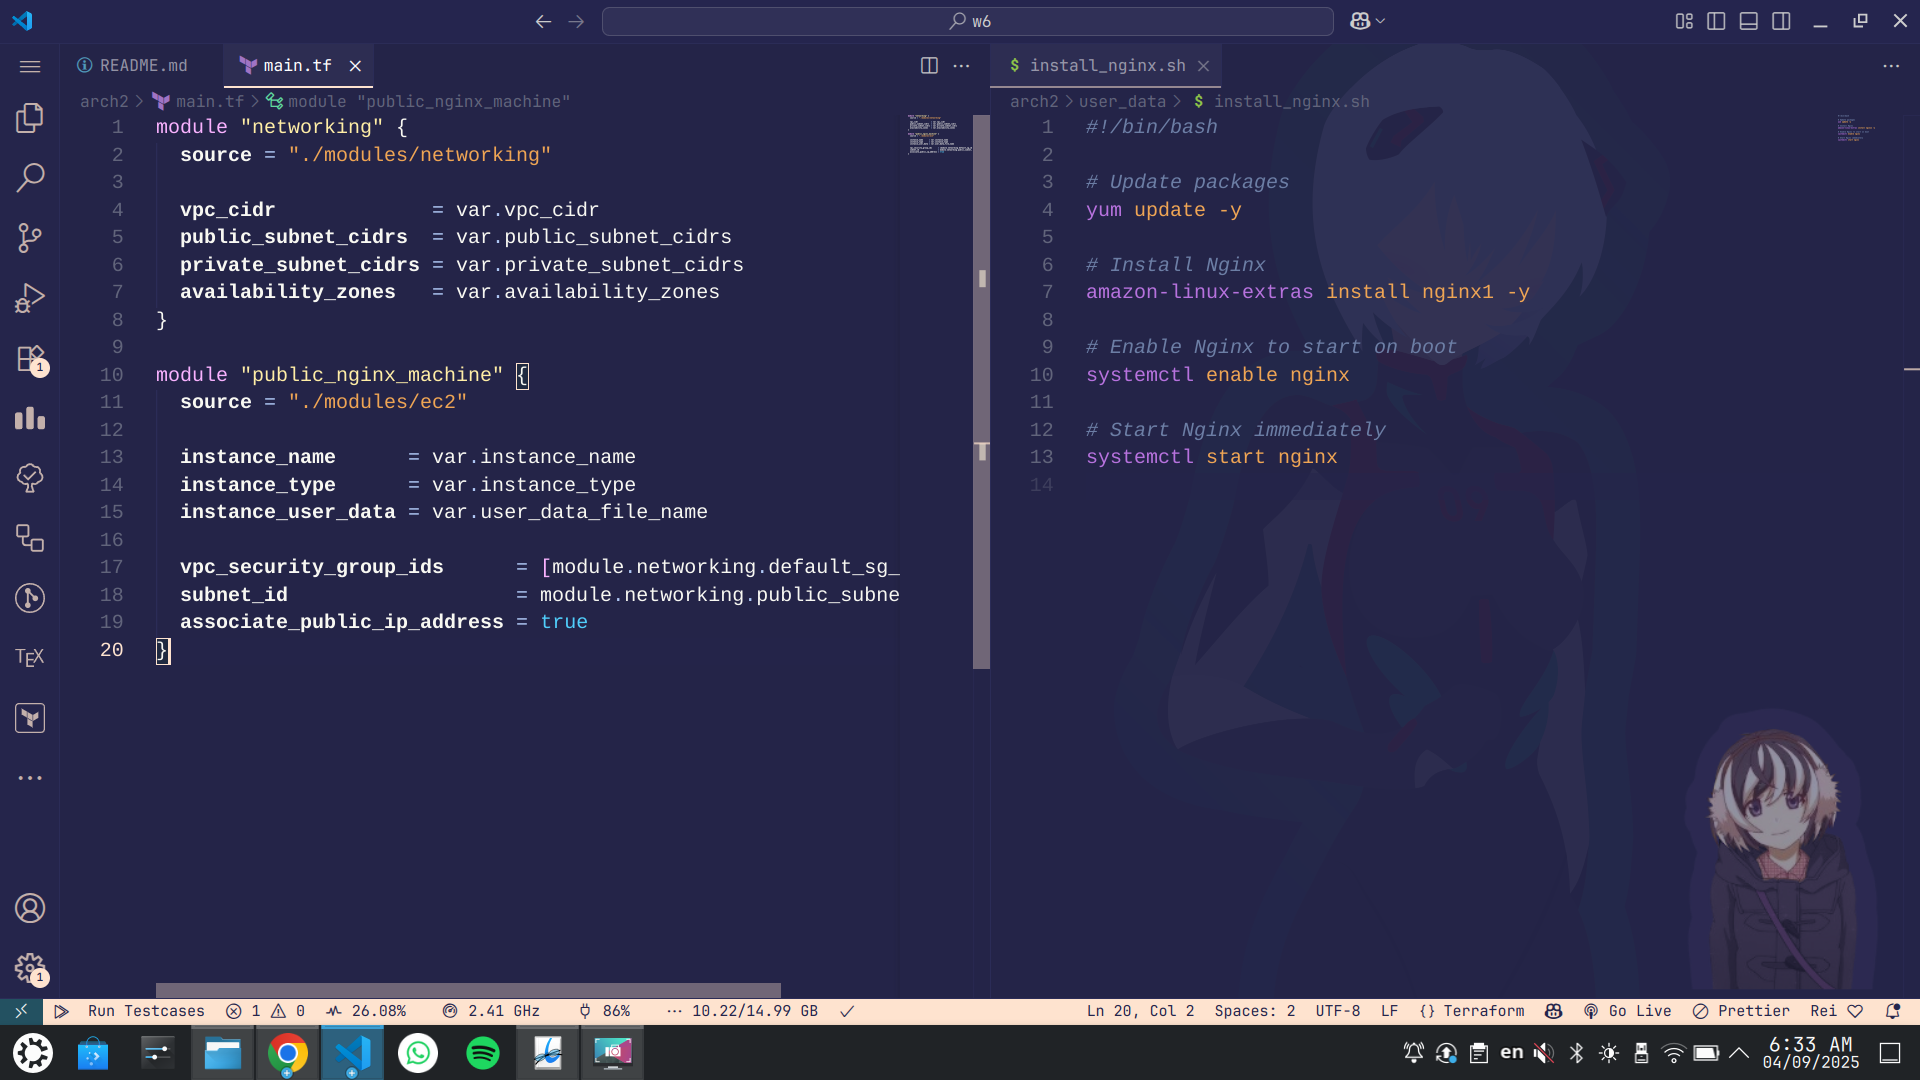 w6
README.md
main.tf
arch2 > main.tf > module "public_nginx_machine"
1 module "networking" {
2   source = "./modules/networking"
3
4   vpc_cidr             = var.vpc_cidr
5   public_subnet_cidrs  = var.public_subnet_cidrs
6   private_subnet_cidrs = var.private_subnet_cidrs
7   availability_zones   = var.availability_zones
8 }
9
10 module "public_nginx_machine" {
11   source = "./modules/ec2"
12
13   instance_name      = var.instance_name
14   instance_type      = var.instance_type
15   instance_user_data = var.user_data_file_name
16
17   vpc_security_group_ids      = [module.networking.default_sg_
18   subnet_id                   = module.networking.public_subne
19   associate_public_ip_address = true
20 }
$ install_nginx.sh
arch2 > user_data > $ install_nginx.sh
1 #!/bin/bash
2
3 # Update packages
4 yum update -y
5
6 # Install Nginx
7 amazon-linux-extras install nginx1 -y
8
9 # Enable Nginx to start on boot
10 systemctl enable nginx
11
12 # Start Nginx immediately
13 systemctl start nginx
14
1
TEX
1
Run Testcases 1 0 26.08% 2.41 GHz 86% ··· 10.22/14.99 GB
Ln 20, Col 2 Spaces: 2 UTF-8 LF {} Terraform Go Live Prettier Rei
en
6:33 AM
04/09/2025